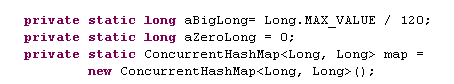 private static long aBigLong= Long.MAX_VALUE / 120;
private static long aZeroLong = 0;
private static ConcurrentHashMap<Long, Long> map =
new ConcurrentHashMap<Long, Long>();